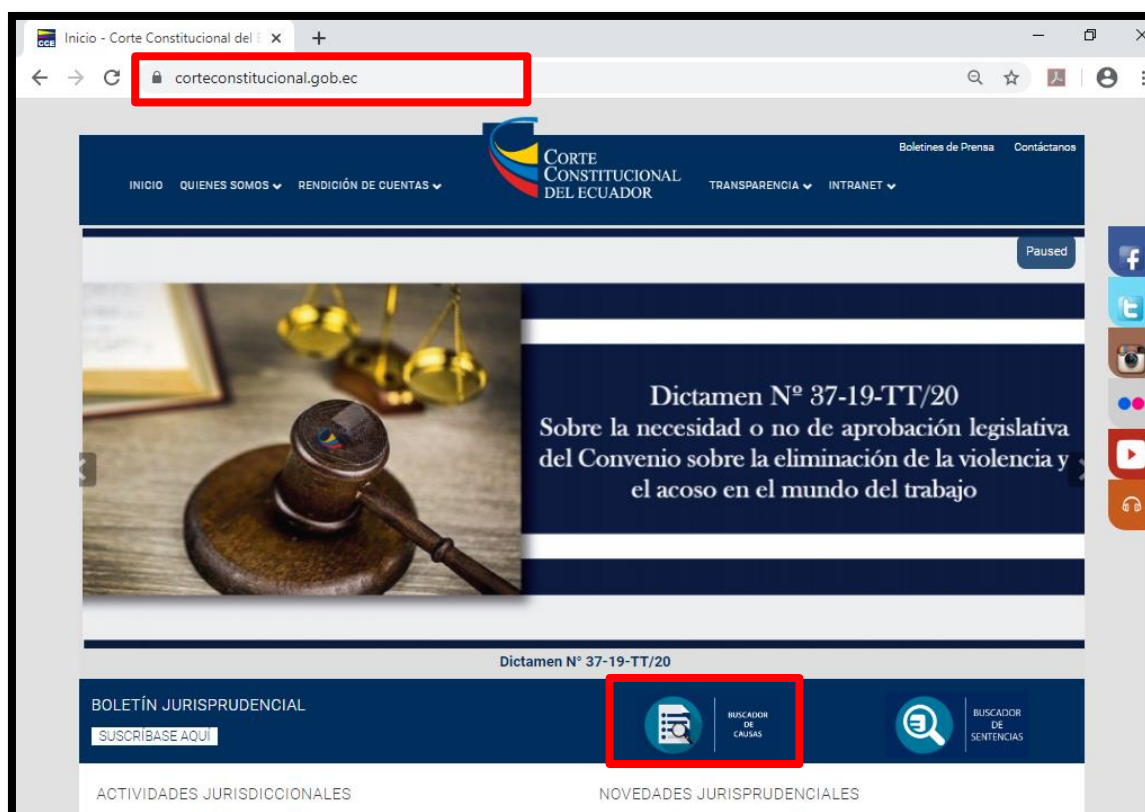 Inicio - Corte Constitucional del E
corteconstitucional.gob.ec
Boletines de Prensa Contáctanos
INICIO QUIENES SOMOS RENDICIÓN DE CUENTAS
CORTE
CONSTITUCIONAL
DEL ECUADOR
TRANSPARENCIA INTRANET
Paused
Dictamen Nº 37-19-TT/20
Sobre la necesidad o no de aprobación legislativa
del Convenio sobre la eliminación de la violencia y
el acoso en el mundo del trabajo
Dictamen N° 37-19-TT/20
BOLETÍN JURISPRUDENCIAL
SUSCRÍBASE AQUÍ
BUSCADOR
DE
CAUSAS
BUSCADOR
DE
SENTENCIAS
ACTIVIDADES JURISDICCIONALES
NOVEDADES JURISPRUDENCIALES